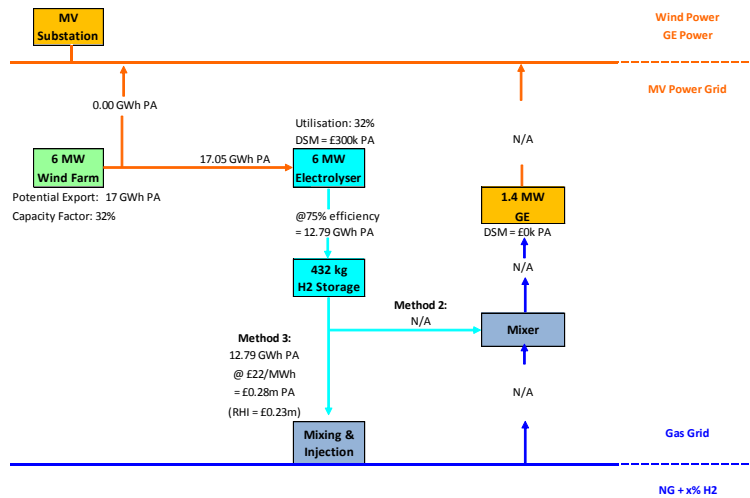 MV
Substation
Wind Power
GE Power
MV Power Grid
0.00 GWh PA
Utilisation: 32%
DSM = £300k PA
N/A
6 MW
Wind Farm
17.05 GWh PA
6 MW
Electrolyser
Potential Export: 17 GWh PA
Capacity Factor: 32%
1.4 MW
GE
DSM = £0k PA
@75% efficiency
= 12.79 GWh PA
N/A
432 kg
H2 Storage
Method 2:
N/A
Mixer
Method 3:
12.79 GWh PA
@ £22/MWh
= £0.28m PA
(RHI = £0.23m)
N/A
Mixing &
Injection
Gas Grid
NG + x% H2